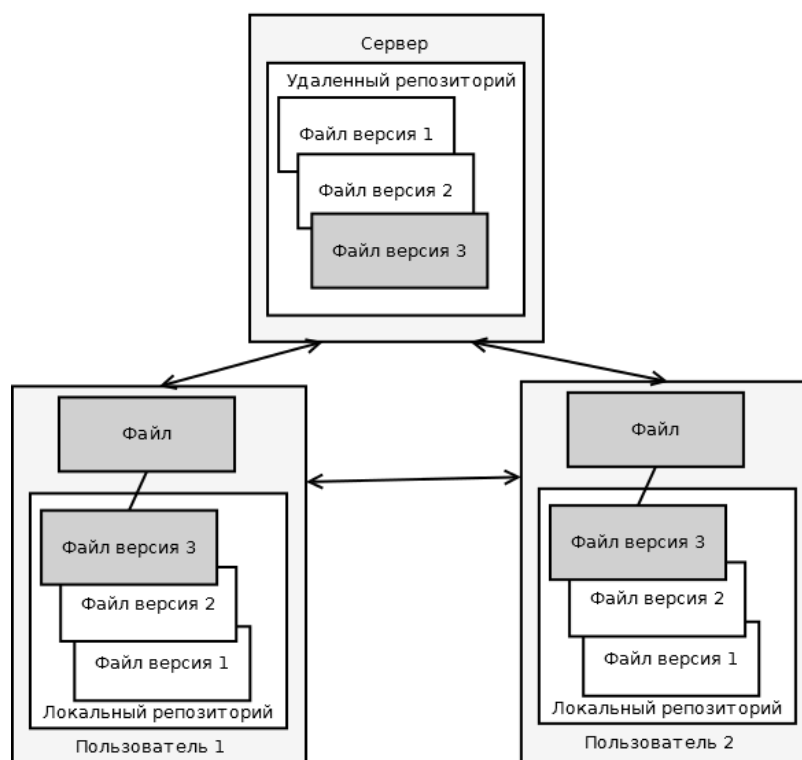 Сервер
Удаленный репозиторий
Файл версия 1
Файл версия 2
Файл версия 3
Файл
Файл версия 3
Файл версия 2
Файл версия 1
Локальный репозиторий
Пользователь 1
Файл
Файл версия 3
Файл версия 2
Файл версия 1
Локальный репозиторий
Пользователь 2